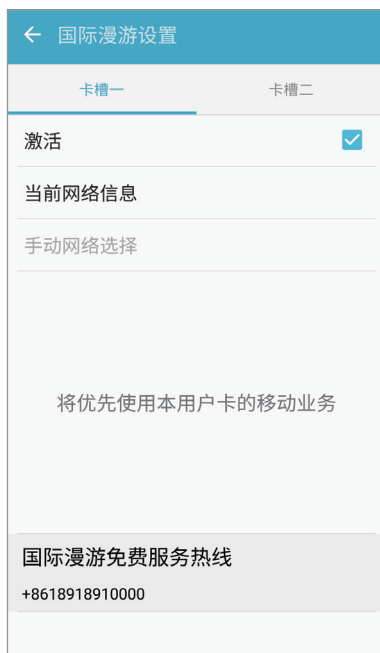 国际漫游设置
卡槽一 卡槽二
激活
当前网络信息
手动网络选择
将优先使用本用户卡的移动业务
国际漫游免费服务热线
+8618918910000